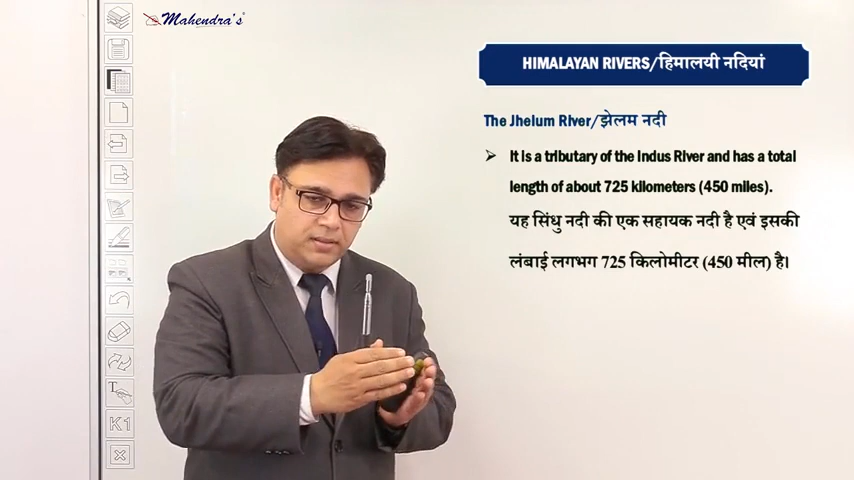 Mahendra's
HIMALAYAN RIVERS/हिमालयी नदियां
The Jhelum River/झेलम नदी
It is a tributary of the Indus River and has a total
length of about 725 kilometers (450 miles).
यह सिंधु नदी की एक सहायक नदी है एवं इसकी
लंबाई लगभग 725 किलोमीटर (450 मील) है।
T
K1